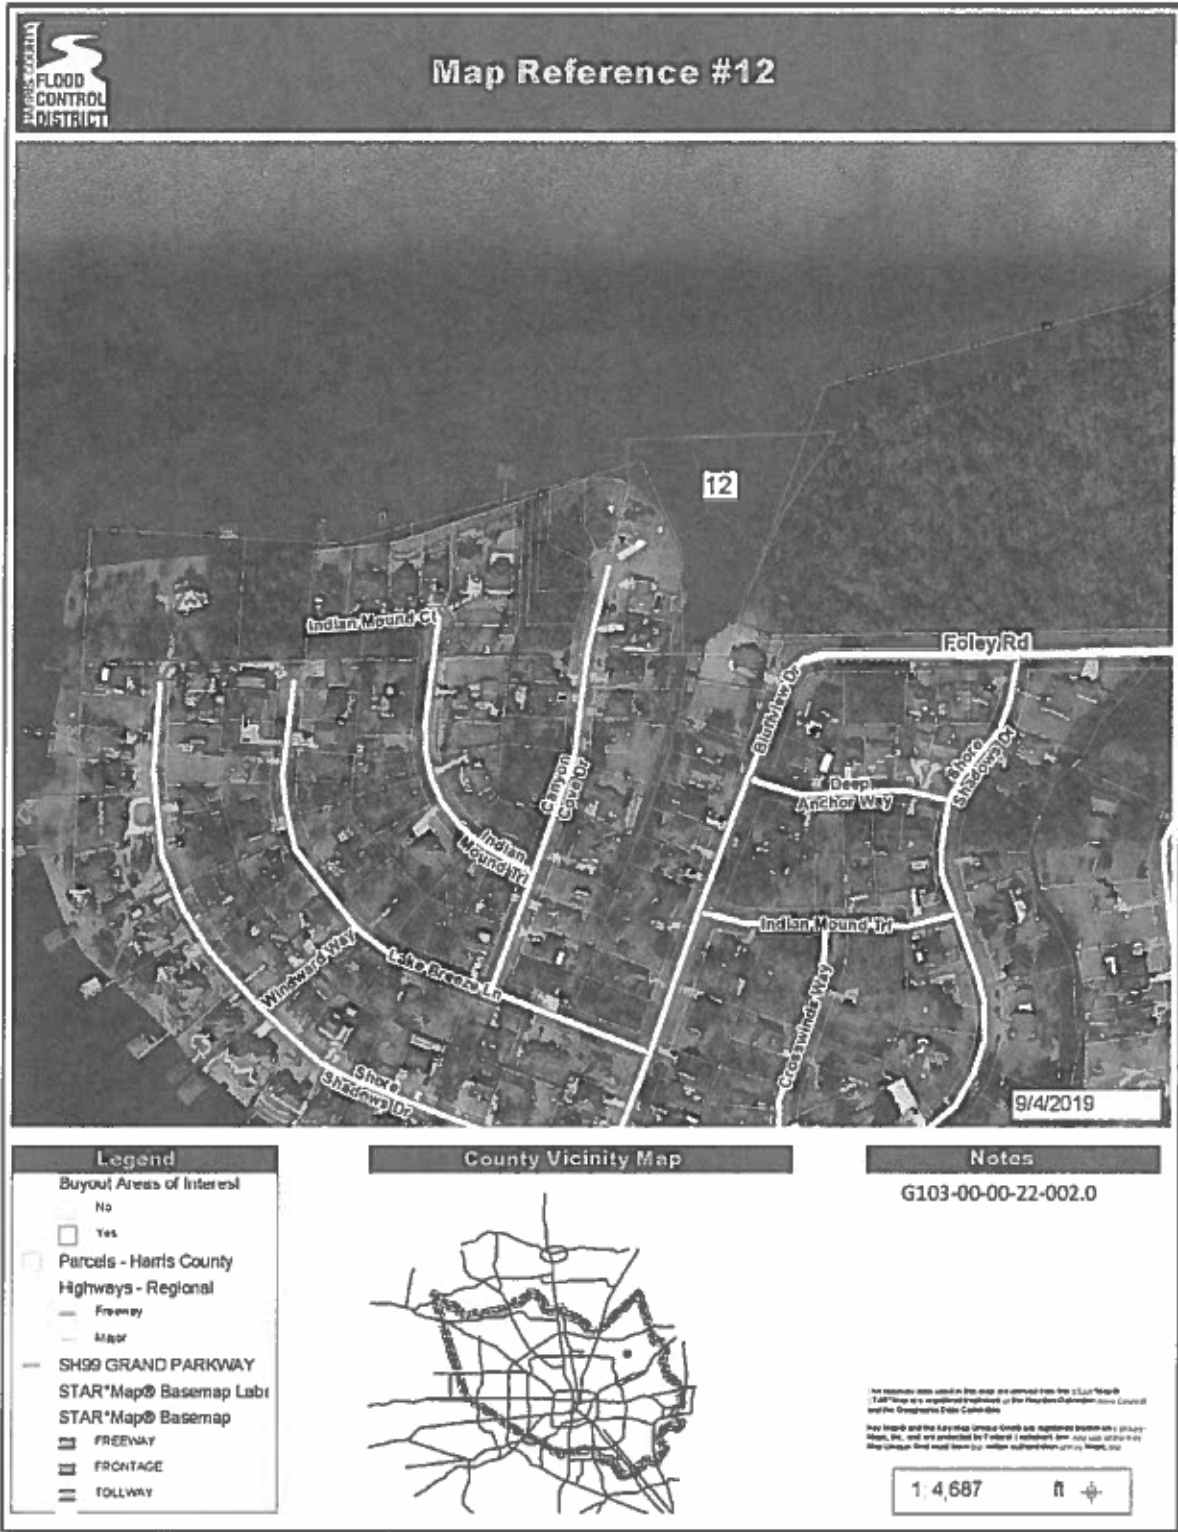 HARRIS COUNTY
FLOOD
CONTROL
DISTRICT
Map Reference #12
12
Indian Mound Ct
Foley Rd
Bluffview Dr
Canyon
Cove Dr
Shore
Shadows Dr
Deep
Anchor Way
Indian
Mound Trl
Indian Mound Trl
Lake Breeze Ln
Windward Way
Crosswinds Way
Shore
Shadows Dr
9/4/2019
Legend
Buyout Areas of Interest
No
Yes
Parcels - Harris County
Highways - Regional
Freeway
Major
SH99 GRAND PARKWAY
STAR*Map® Basemap Labe
STAR*Map® Basemap
FREEWAY
FRONTAGE
TOLLWAY
County Vicinity Map
Notes
G103-00-00-22-002.0
1: 4,687 ft